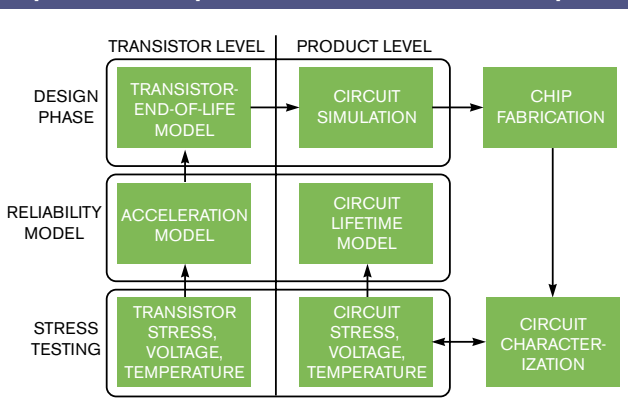 TRANSISTOR LEVEL
PRODUCT LEVEL
DESIGN
PHASE
TRANSISTOR-
END-OF-LIFE
MODEL
CIRCUIT
SIMULATION
CHIP
FABRICATION
RELIABILITY
MODEL
ACCELERATION
MODEL
CIRCUIT
LIFETIME
MODEL
STRESS
TESTING
TRANSISTOR
STRESS,
VOLTAGE,
TEMPERATURE
CIRCUIT
STRESS,
VOLTAGE,
TEMPERATURE
CIRCUIT
CHARACTER-
IZATION